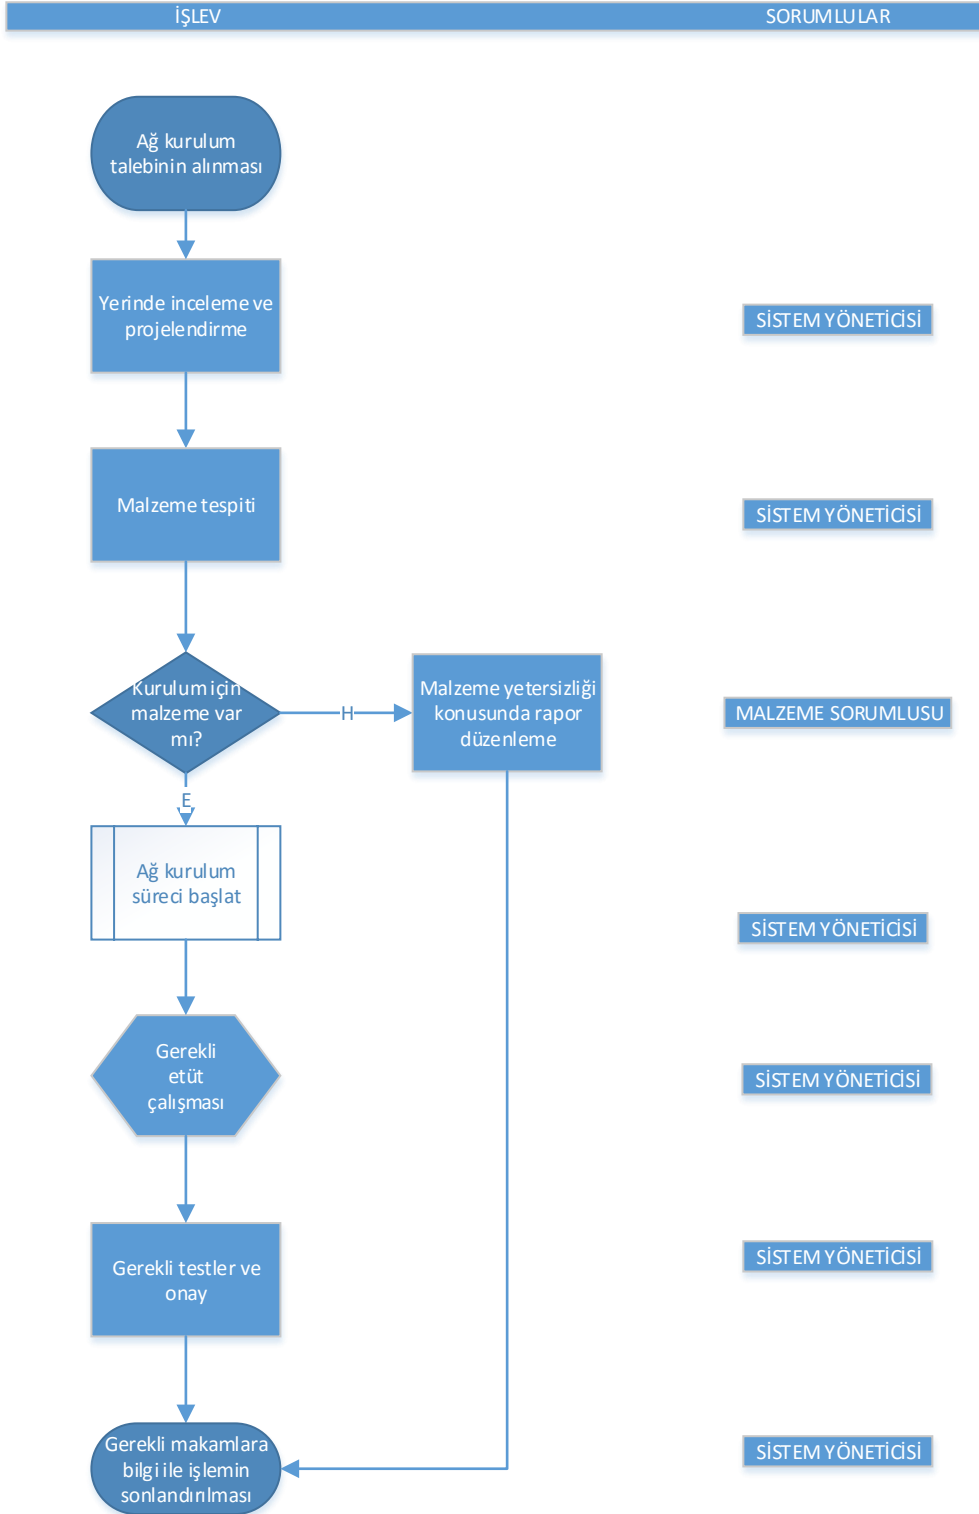 İŞLEV
SORUMLULAR
Ağ kurulum
talebinin alınması
Yerinde inceleme ve
projelendirme
SİSTEM YÖNETİCİSİ
Malzeme tespiti
SİSTEM YÖNETİCİSİ
Kurulum için
malzeme var
mı?
H
Malzeme yetersizliği
konusunda rapor
düzenleme
MALZEME SORUMLUSU
E
Ağ kurulum
süreci başlat
SİSTEM YÖNETİCİSİ
Gerekli
etüt
çalışması
SİSTEM YÖNETİCİSİ
Gerekli testler ve
onay
SİSTEM YÖNETİCİSİ
Gerekli makamlara
bilgi ile işlemin
sonlandırılması
SİSTEM YÖNETİCİSİ